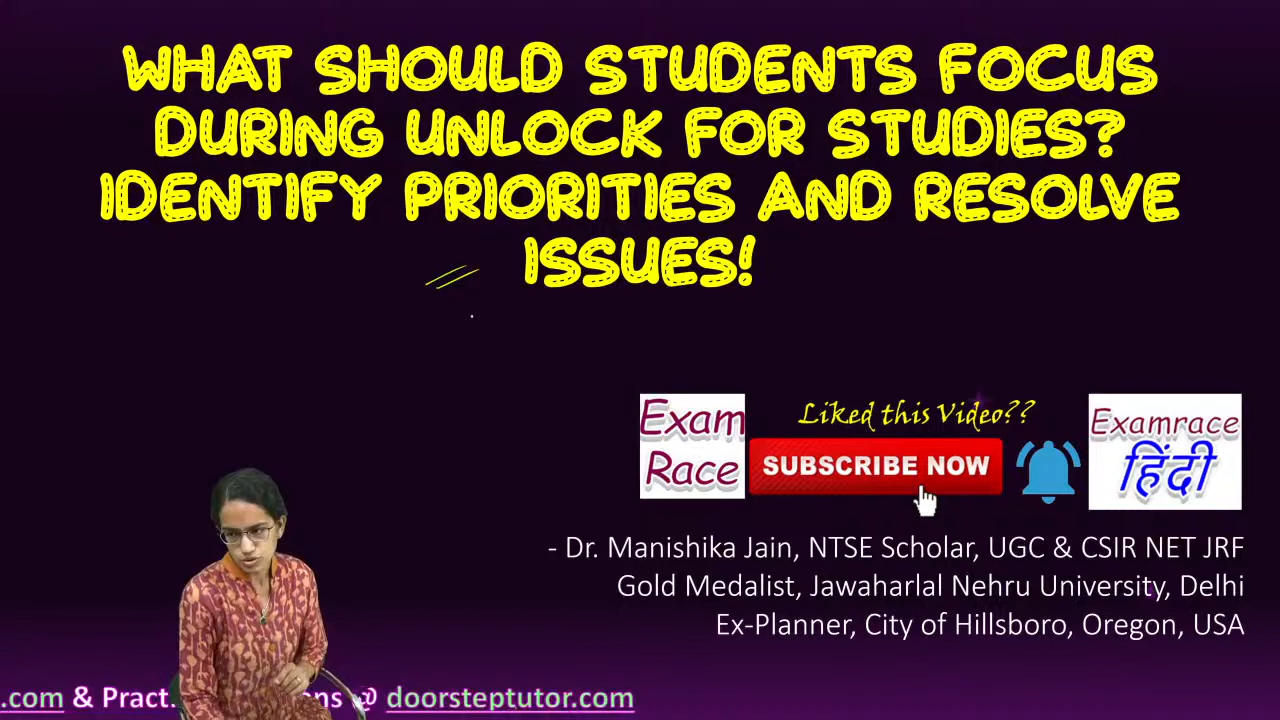 WHAT SHOULD STUDENTS FOCUS
DURING UNLOCK FOR STUDIES?
IDENTIFY PRIORITIES AND RESOLVE
ISSUES!
Exam
Race
Liked this Video??
SUBSCRIBE NOW
Examrace
हिंदी
- Dr. Manishika Jain, NTSE Scholar, UGC & CSIR NET JRF
Gold Medalist, Jawaharlal Nehru University, Delhi
Ex-Planner, City of Hillsboro, Oregon, USA
.com & Pract ns @ doorsteptutor.com